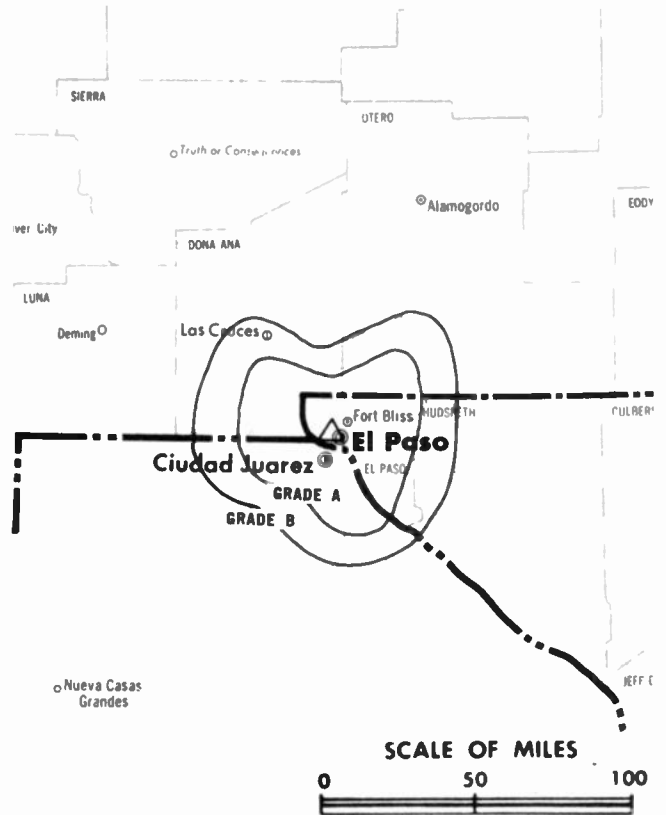 SIERRA
OTERO
Truth or Consequences
Alamogordo
EDDY
ver City
DONA ANA
LUNA
Deming
Las Cruces
Fort Bliss
HUDSPETH
CULBER
El Paso
Ciudad Juarez
EL PASO
GRADE A
GRADE B
Nueva Casas
Grandes
JEFF D
SCALE OF MILES
0 50 100